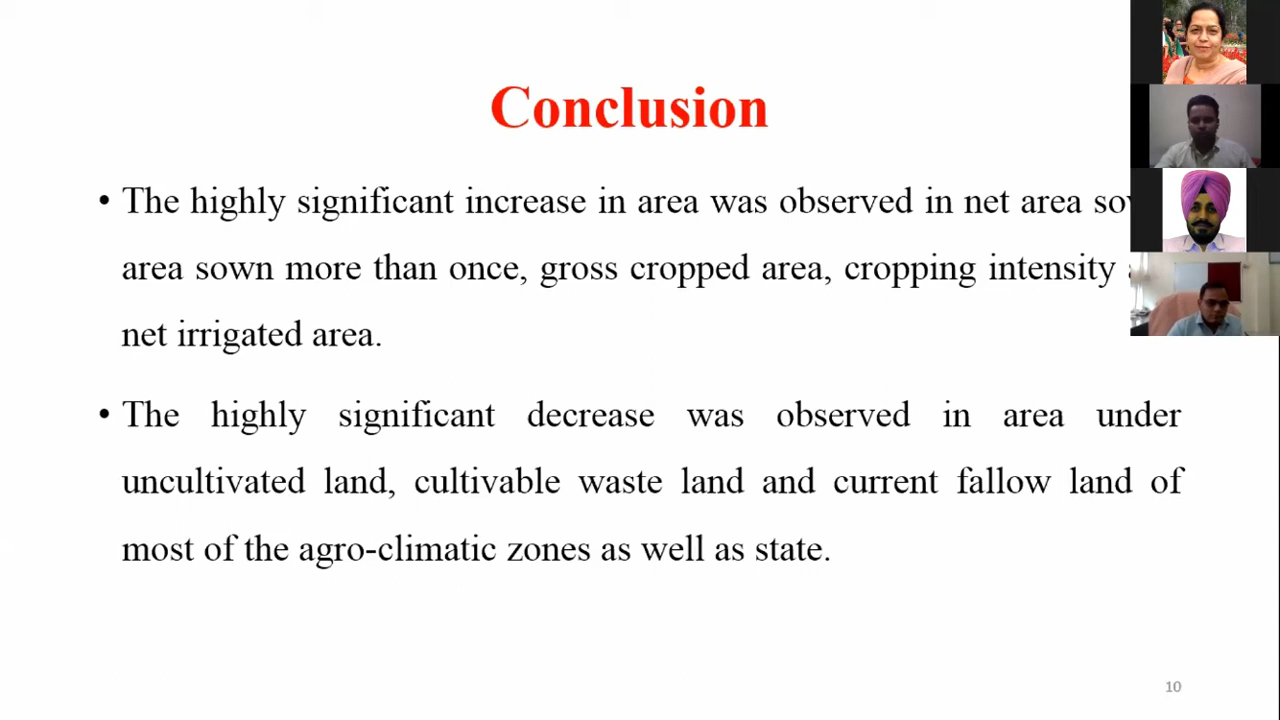 Conclusion
• The highly significant increase in area was observed in net area
area sown more than once, gross cropped area, cropping intensity
net irrigated area.
• The highly significant decrease was observed in area under
uncultivated land, cultivable waste land and current fallow land of
most of the agro-climatic zones as well as state.
10